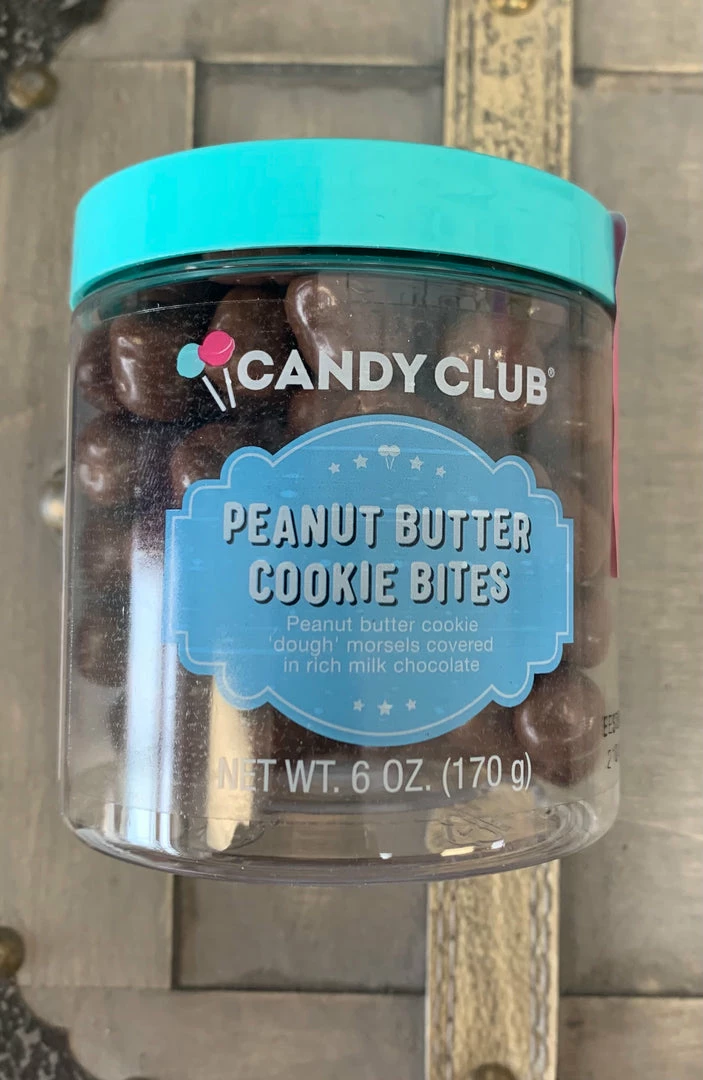 CANDY CLUB®
PEANUT BUTTER
COOKIE BITES
Peanut butter cookie
'dough' morsels covered
in rich milk chocolate
NET WT. 6 OZ. (170 g)